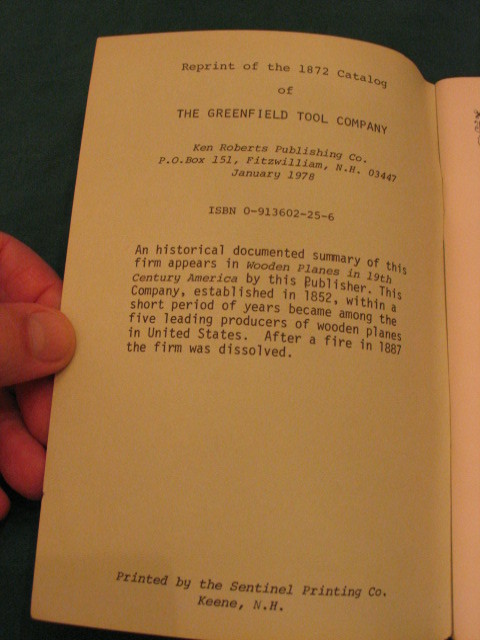 Reprint of the 1872 Catalog
of
THE GREENFIELD TOOL COMPANY
Ken Roberts Publishing Co.
P.O.Box 151, Fitzwilliam, N.H. 03447
January 1978
ISBN 0-913602-25-6
An historical documented summary of this
firm appears in Wooden Planes in 19th
Century America by this Publisher. This
Company, established in 1852, within a
short period of years became among the
five leading producers of wooden planes
in United States. After a fire in 1887
the firm was dissolved.
Printed by the Sentinel Printing Co.
Keene, N.H.